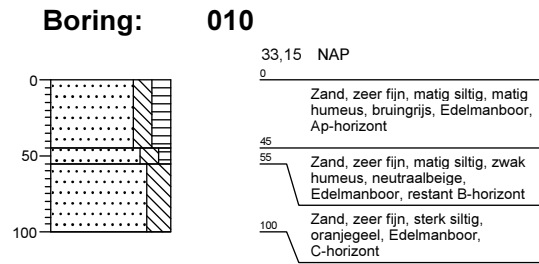 Boring: 010
33,15 NAP
0
50
100
0
Zand, zeer fijn, matig siltig, matig
humeus, bruingrijs, Edelmanboor,
Ap-horizont
45
Zand, zeer fijn, matig siltig, zwak
humeus, neutraalbeige,
Edelmanboor, restant B-horizont
55
Zand, zeer fijn, sterk siltig,
oranjegeel, Edelmanboor,
C-horizont
100